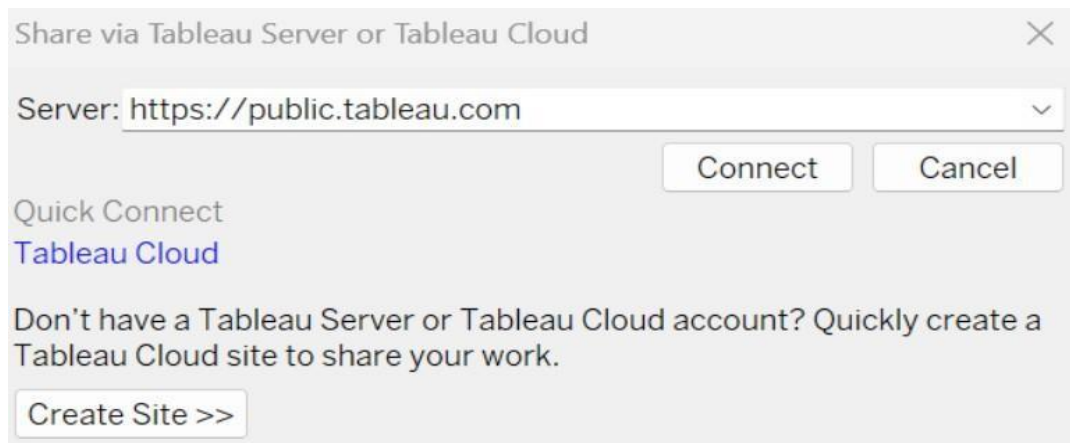 Share via Tableau Server or Tableau Cloud
Server: https://public.tableau.com
Connect Cancel
Quick Connect
Tableau Cloud
Don't have a Tableau Server or Tableau Cloud account? Quickly create a
Tableau Cloud site to share your work.
Create Site >>